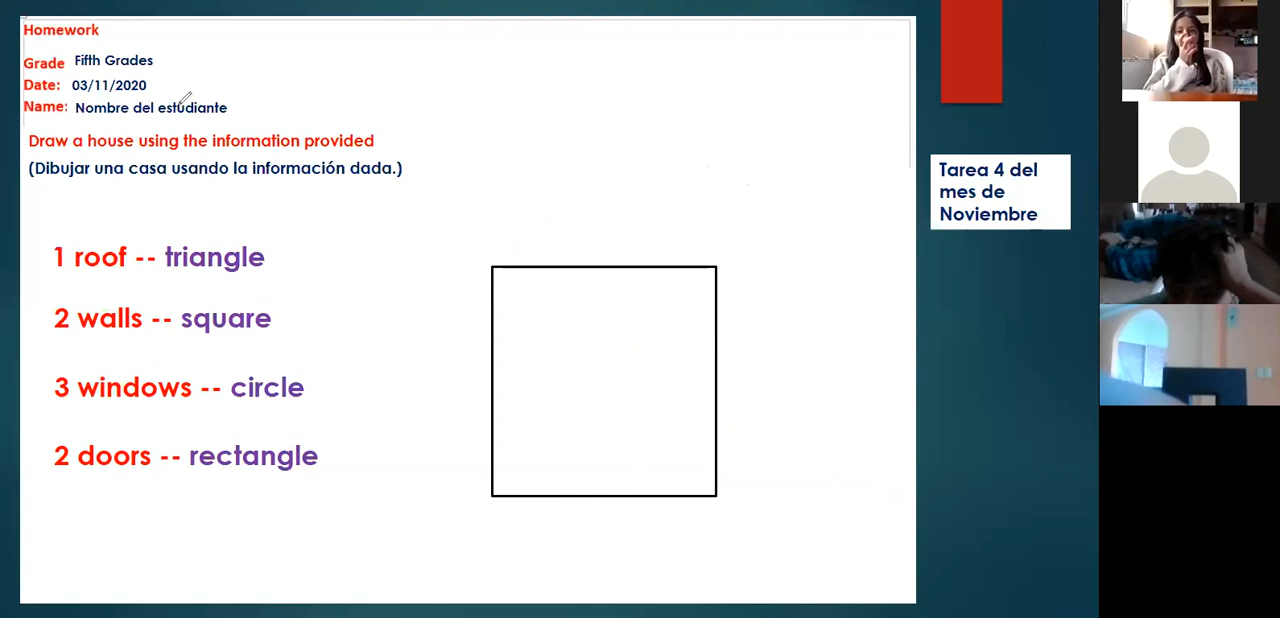 Homework
Grade Fifth Grades
Date: 03/11/2020
Name: Nombre del estudiante
Draw a house using the information provided
(Dibujar una casa usando la información dada.)
1 roof -- triangle
2 walls -- square
3 windows -- circle
2 doors -- rectangle
Tarea 4 del
mes de
Noviembre